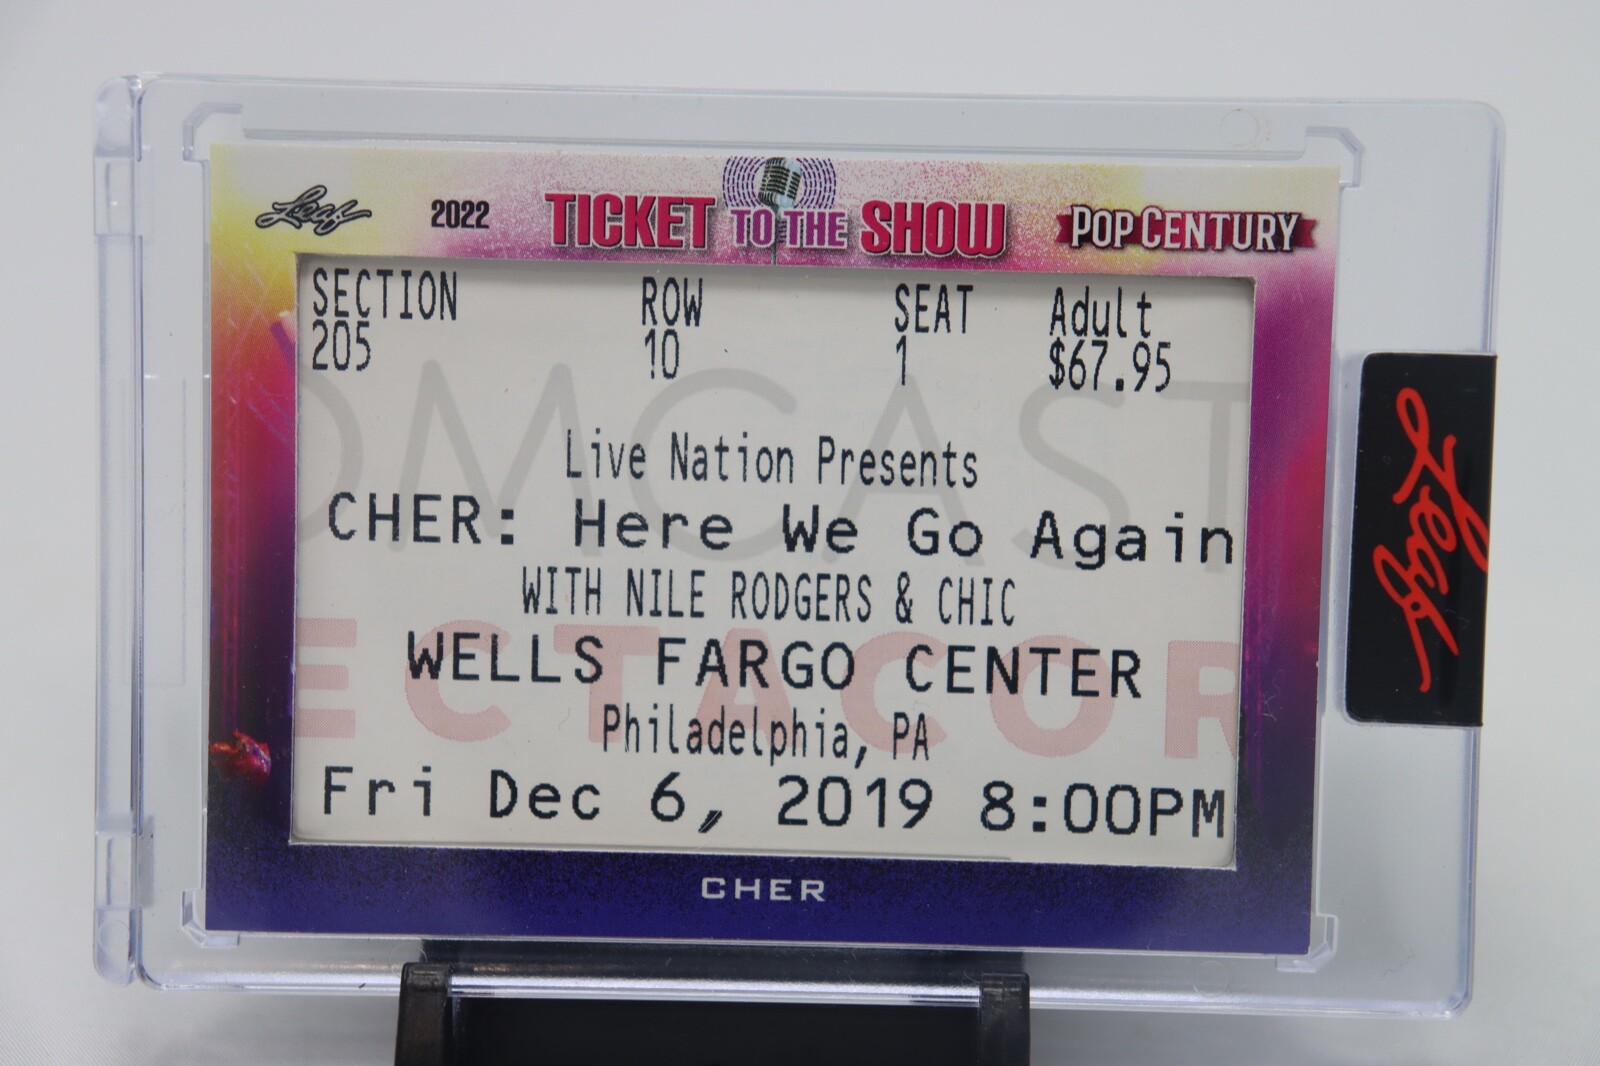 Leaf 2022 TICKET TO THE SHOW POP CENTURY
SECTION ROW SEAT Adult
205 10 1 $67.95
OMCAST
Live Nation Presents
CHER: Here We Go Again
WITH NILE RODGERS & CHIC
ECTACOR
WELLS FARGO CENTER
Philadelphia, PA
Fri Dec 6, 2019 8:00PM
CHER
Leaf